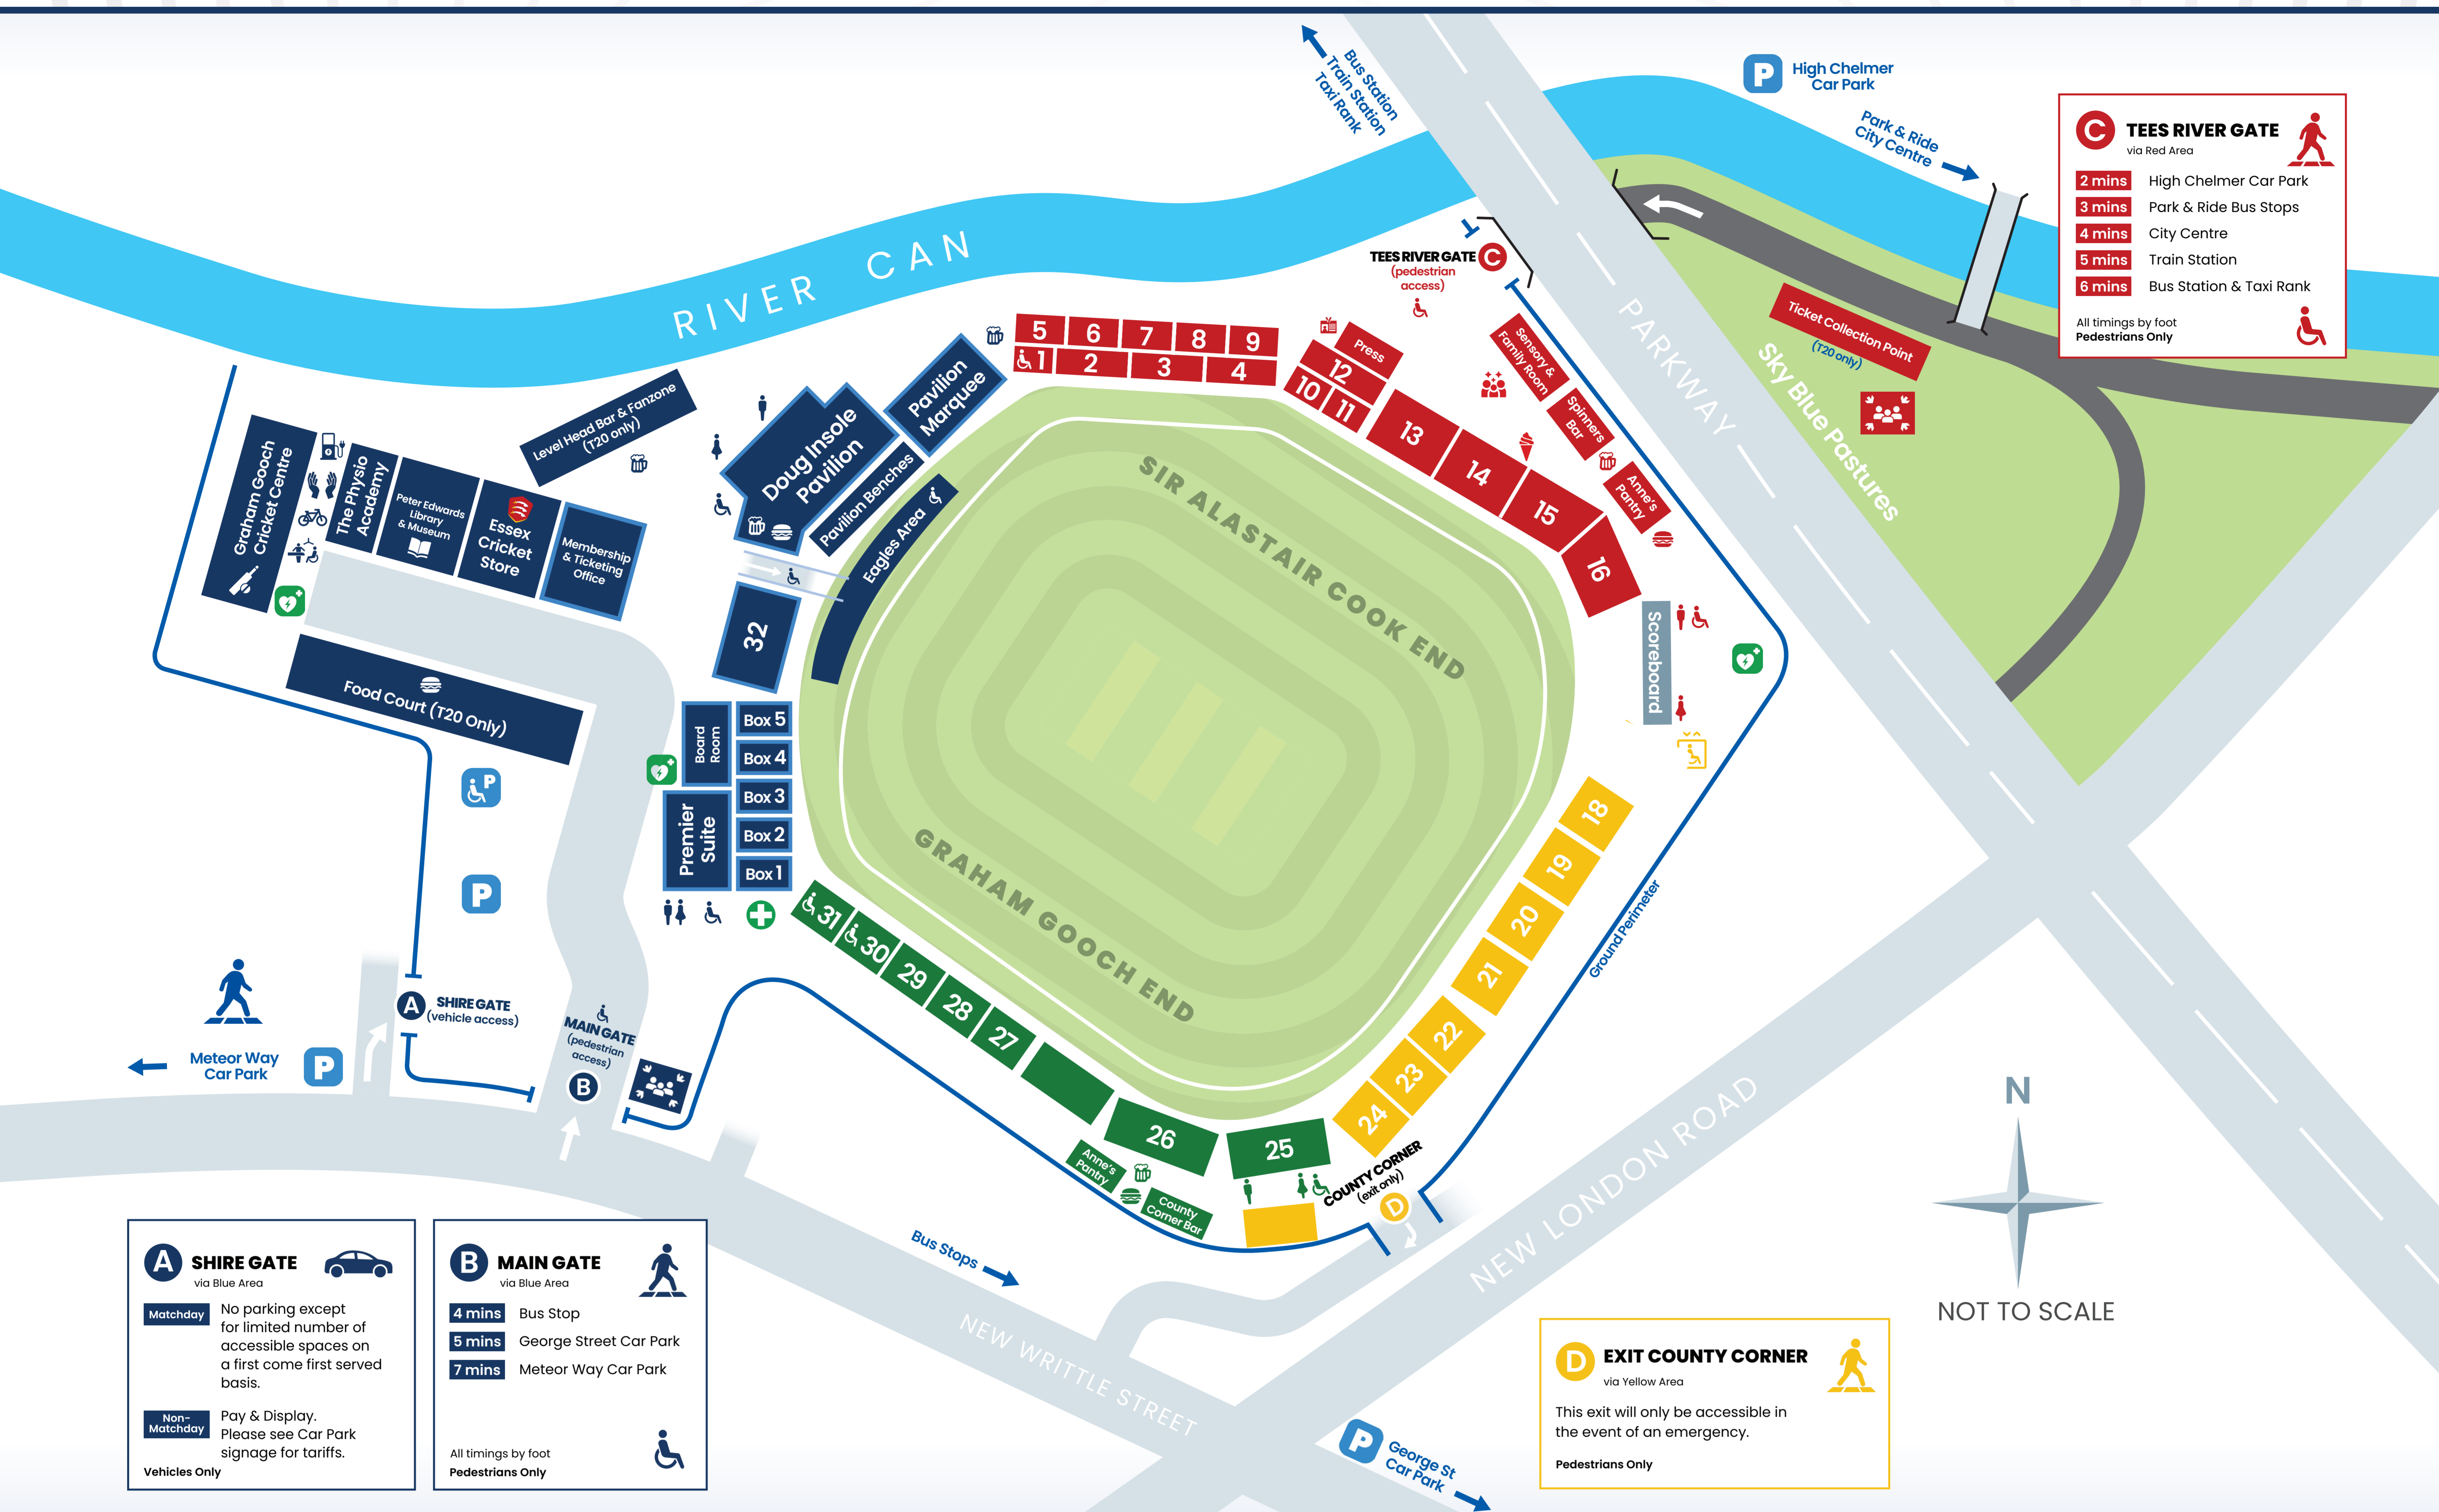 Bus Station
Train Station
Taxi Rank
P
High Chelmer
Car Park
Park & Ride
City Centre
C
TEES RIVER GATE
via Red Area
2 mins
High Chelmer Car Park
3 mins
Park & Ride Bus Stops
4 mins
City Centre
5 mins
Train Station
6 mins
Bus Station & Taxi Rank
All timings by foot
Pedestrians Only
RIVER CAN
TEES RIVER GATE
C
(pedestrian
access)
PARKWAY
Sky Blue Pastures
Ticket Collection Point
(T20 only)
5
6
7
8
9
1
2
3
4
Press
12
10
11
13
14
15
16
Sensory &
Family Room
Spinners
Bar
Anne's
Pantry
Scoreboard
Pavilion
Marquee
Doug Insole
Pavilion
Pavilion Benches
Eagles Area
Level Head Bar & Fanzone
(T20 only)
Graham Gooch
Cricket Centre
The Physio
Academy
Peter Edwards
Library
& Museum
Essex
Cricket
Store
Membership
& Ticketing
Office
Food Court (T20 Only)
32
Board
Room
Premier
Suite
Box 5
Box 4
Box 3
Box 2
Box 1
SIR ALASTAIR COOK END
GRAHAM GOOCH END
18
19
20
21
22
23
24
Ground Perimeter
31
30
29
28
27
26
25
Anne's
Pantry
County
Corner Bar
COUNTY CORNER
(exit only)
D
P
P
A
SHIRE GATE
(vehicle access)
MAIN GATE
(pedestrian
access)
B
Meteor Way
Car Park
P
Bus Stops
NEW WRITTLE STREET
NEW LONDON ROAD
P
George St
Car Park
N
NOT TO SCALE
A
SHIRE GATE
via Blue Area
Matchday
No parking except
for limited number of
accessible spaces on
a first come first served
basis.
Non-
Matchday
Pay & Display.
Please see Car Park
signage for tariffs.
Vehicles Only
B
MAIN GATE
via Blue Area
4 mins
Bus Stop
5 mins
George Street Car Park
7 mins
Meteor Way Car Park
All timings by foot
Pedestrians Only
D
EXIT COUNTY CORNER
via Yellow Area
This exit will only be accessible in
the event of an emergency.
Pedestrians Only